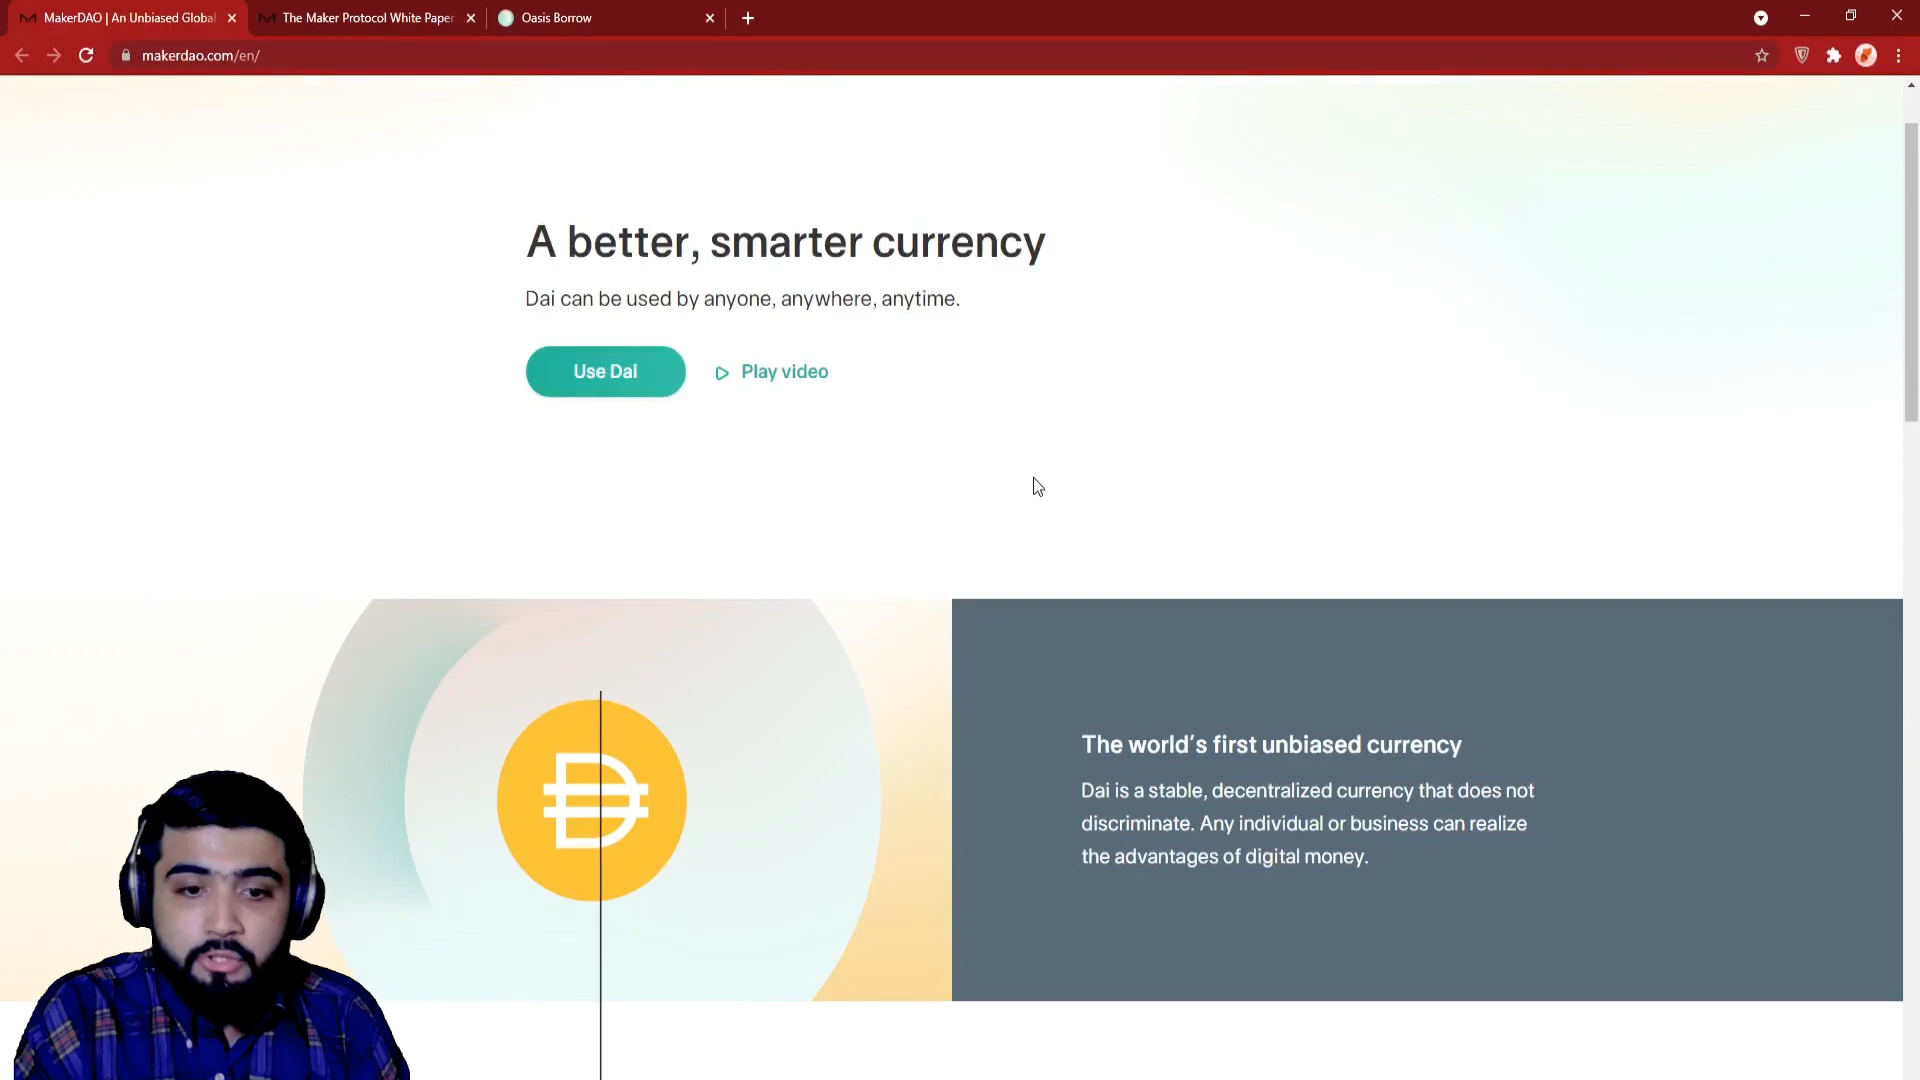 MakerDAO | An Unbiased Global
The Maker Protocol White Paper
Oasis Borrow
makerdao.com/en/
A better, smarter currency
Dai can be used by anyone, anywhere, anytime.
Use Dai
Play video
The world's first unbiased currency
Dai is a stable, decentralized currency that does not
discriminate. Any individual or business can realize
the advantages of digital money.